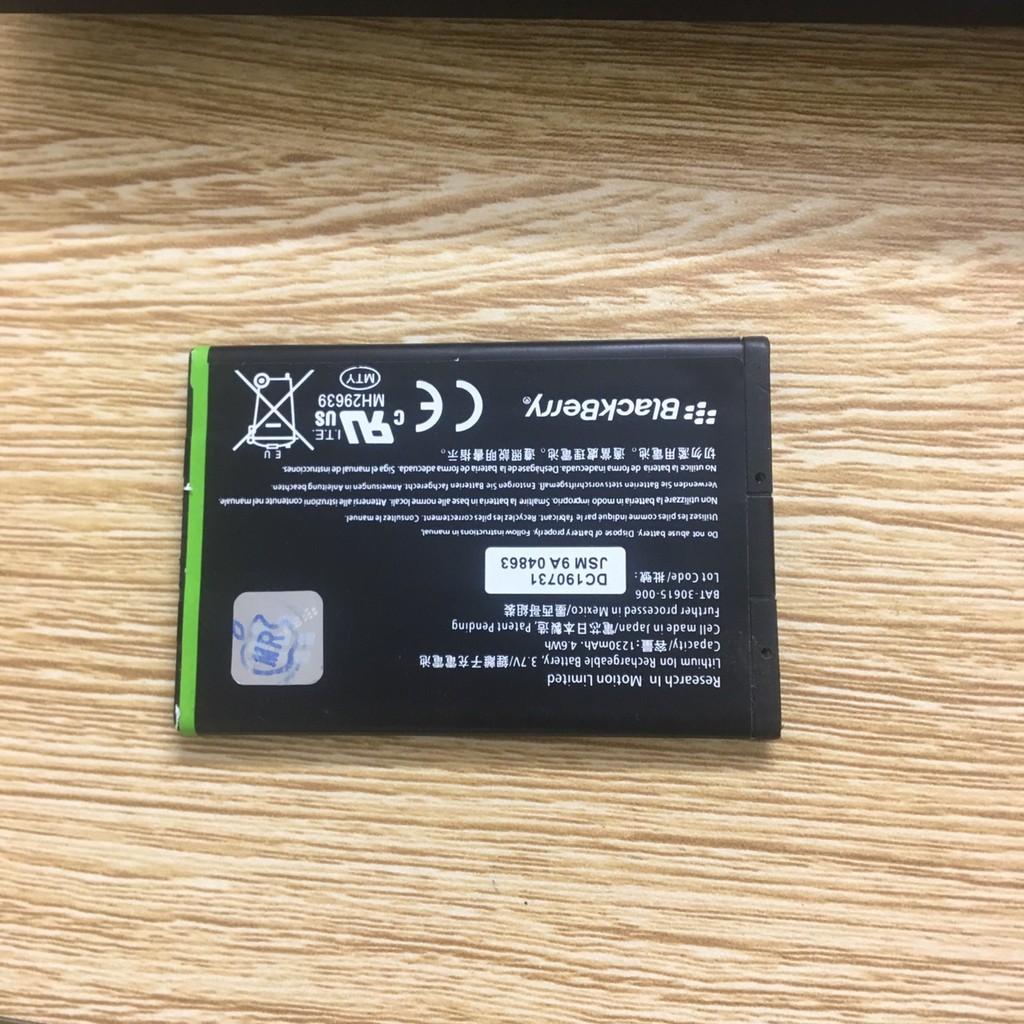 Research In Motion Limited
Lithium Ion Rechargeable Battery, 3.7V/鋰離子充電電池
Capacity/容量:1230mAh. 4.6Wh
Cell made in Japan/電芯日本製造, Patent Pending
Further processed in Mexico/墨西哥組裝
BAT-30615-006
Lot Code/批號:
DC190731
JSM 9A 04863
Do not abuse battery. Dispose of battery properly. Follow instructions in manual.
Utilisez les piles comme indiqué par le fabricant. Recyclez les piles correctement. Consultez le manuel.
Non utilizzare la batteria in modo improprio. Smaltire la batteria in base alle norme locali. Attenersi alle istruzioni contenute nel manuale.
Verwenden Sie Batterien stets vorschriftsgemäß. Entsorgen Sie Batterien fachgerecht. Anweisungen in Anleitung beachten.
No utilice la batería de forma inadecuada. Deshágase de la batería de forma adecuada. Siga el manual de instrucciones.
切勿濫用電池。適當處理電池。遵照說明書指示。
BlackBerry®
CE
C RU US
I.T.E.
MH29639
MTY
EU
NR